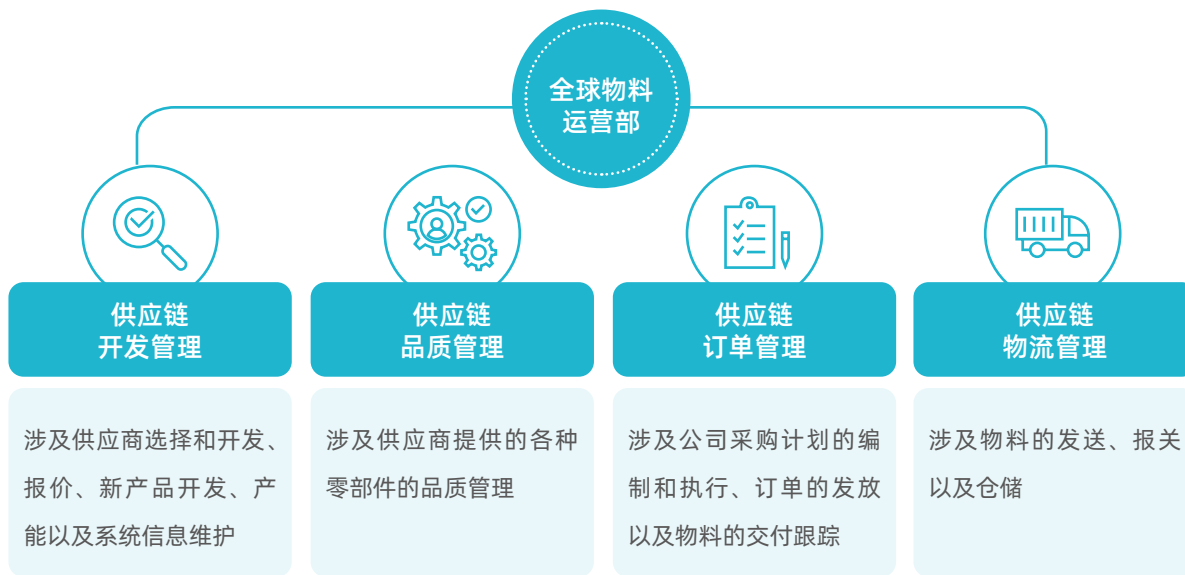 全球物料
运营部
供应链
开发管理
供应链
品质管理
供应链
订单管理
供应链
物流管理
涉及供应商选择和开发、
报价、新产品开发、产
能以及系统信息维护
涉及供应商提供的各种
零部件的品质管理
涉及公司采购计划的编
制和执行、订单的发放
以及物料的交付跟踪
涉及物料的发送、报关
以及仓储